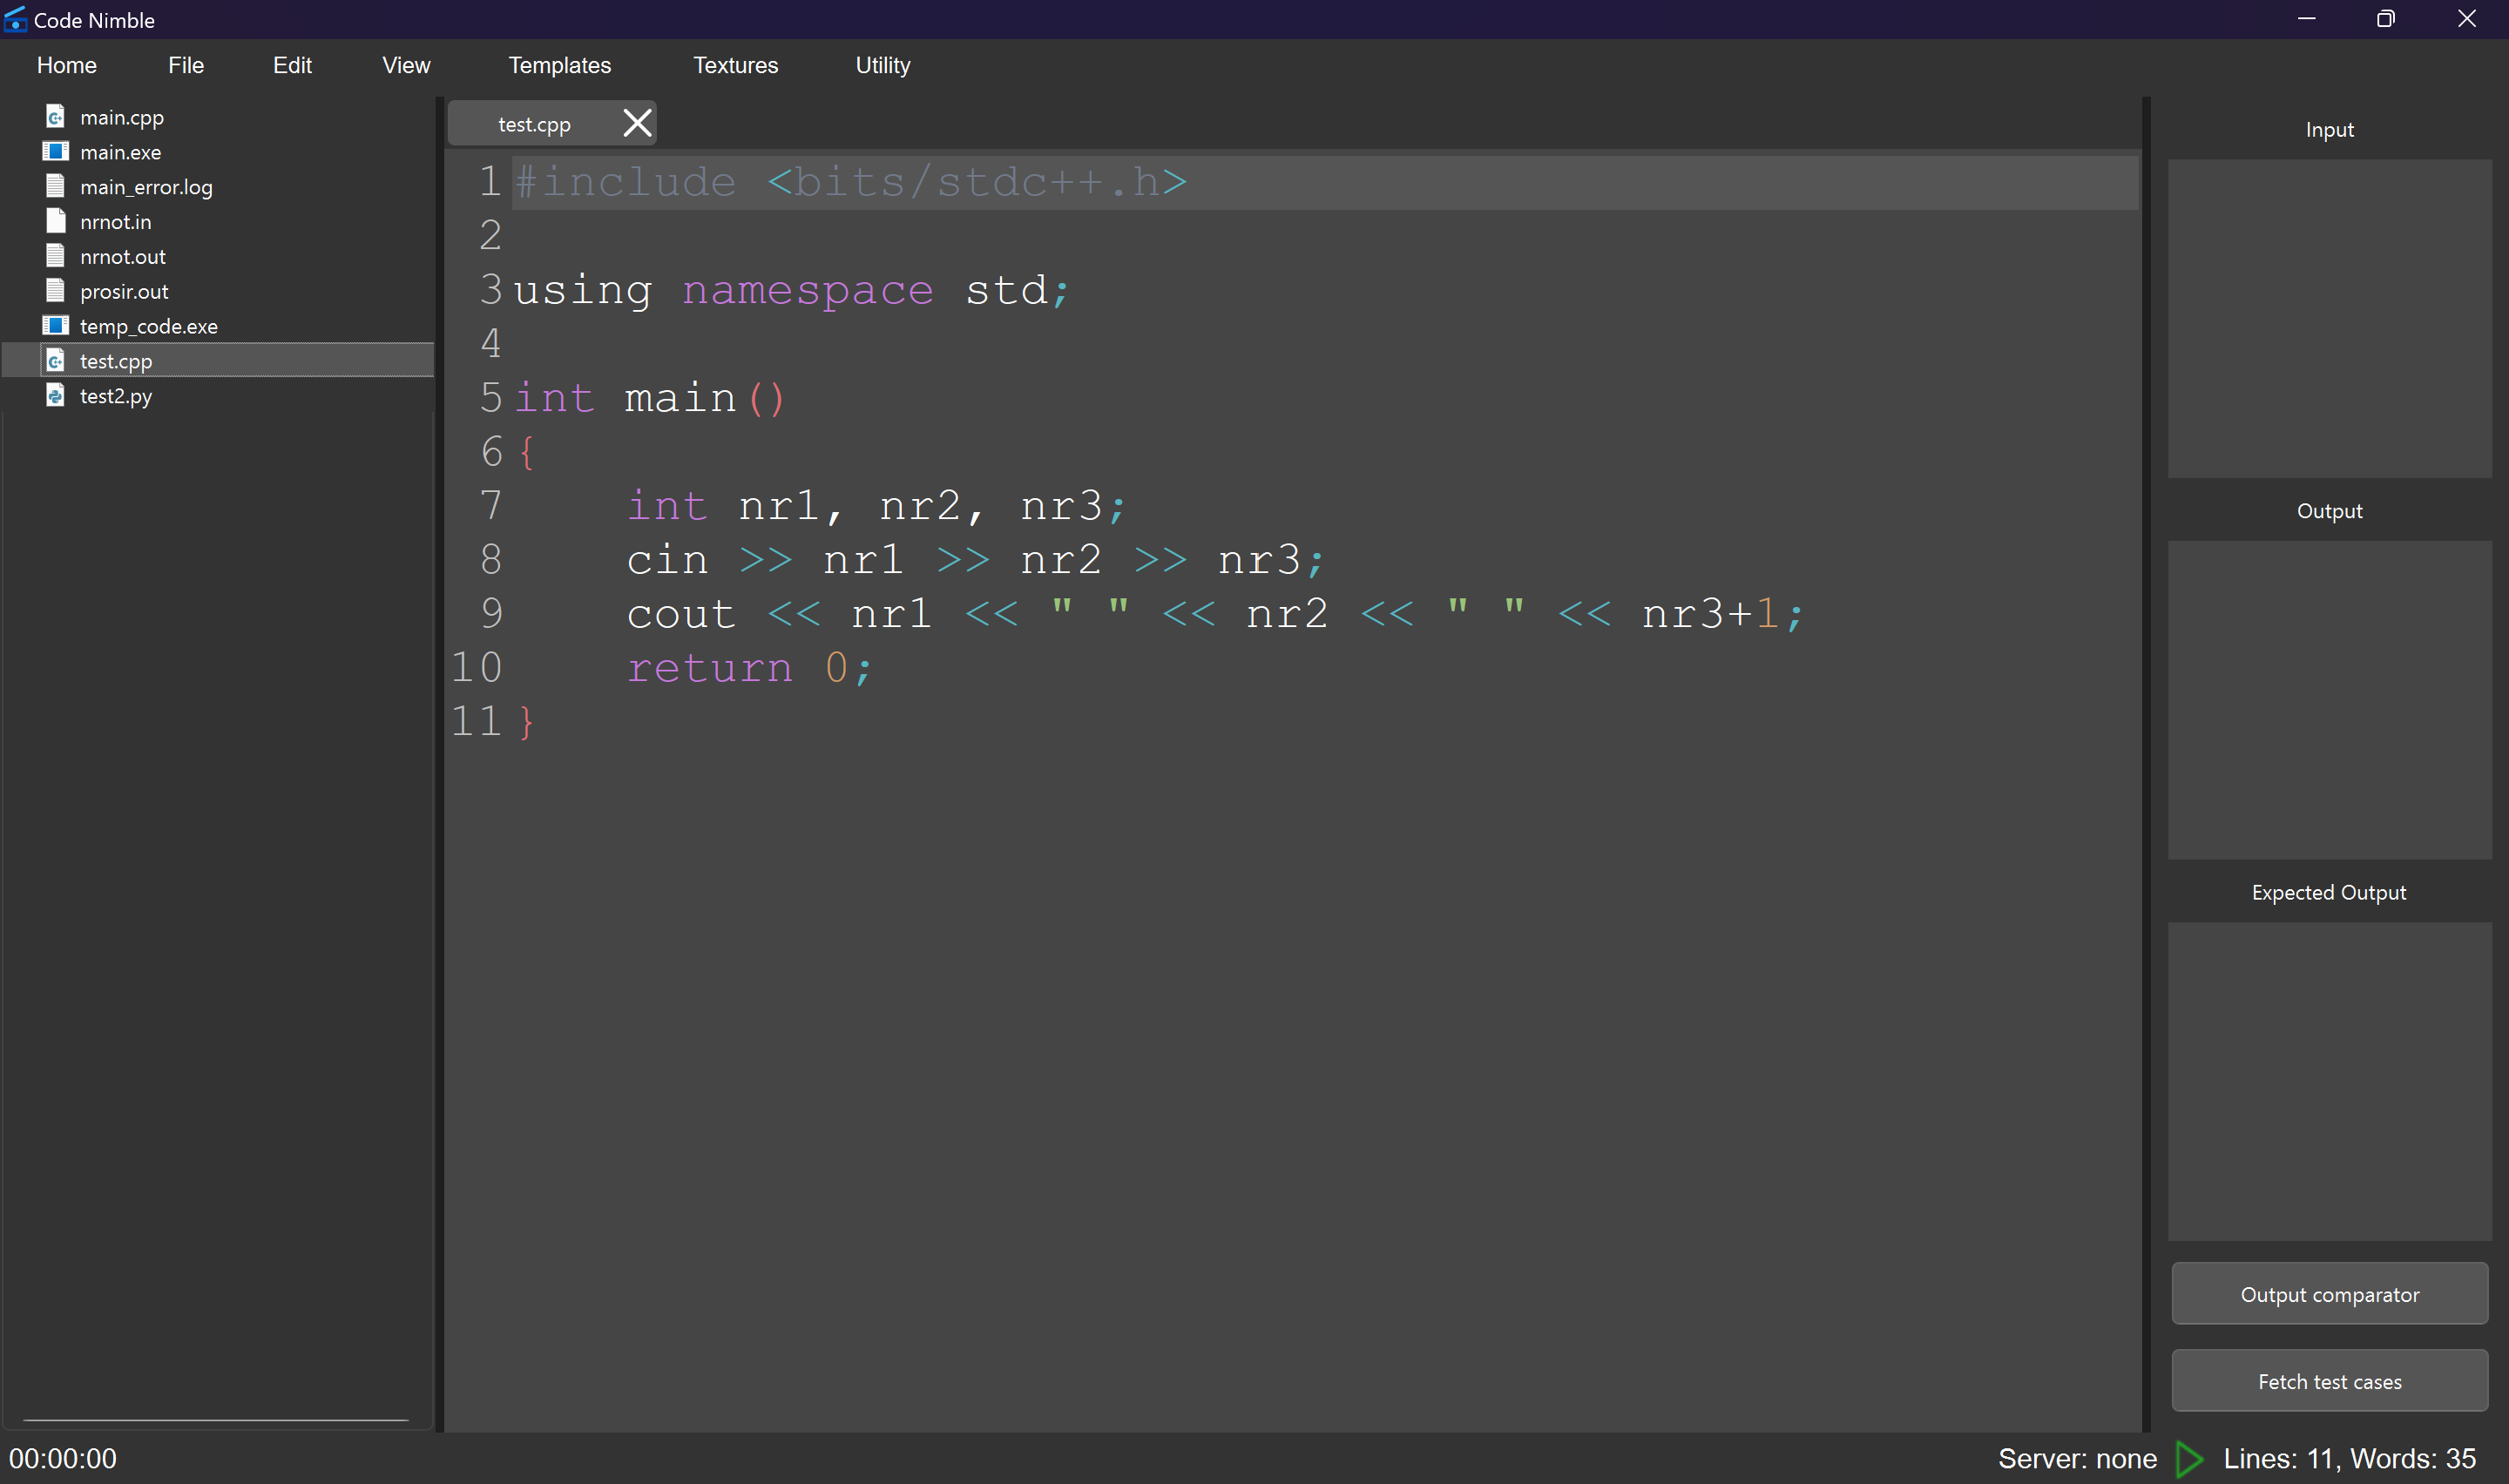 Code Nimble
Home File Edit View Templates Textures Utility
main.cpp
main.exe
main_error.log
nrnot.in
nrnot.out
prosir.out
temp_code.exe
test.cpp
test2.py
test.cpp
1 #include <bits/stdc++.h>
2
3 using namespace std;
4
5 int main()
6 {
7     int nr1, nr2, nr3;
8     cin >> nr1 >> nr2 >> nr3;
9     cout << nr1 << " " << nr2 << " " << nr3+1;
10     return 0;
11 }
Input
Output
Expected Output
Output comparator
Fetch test cases
00:00:00
Server: none Lines: 11, Words: 35